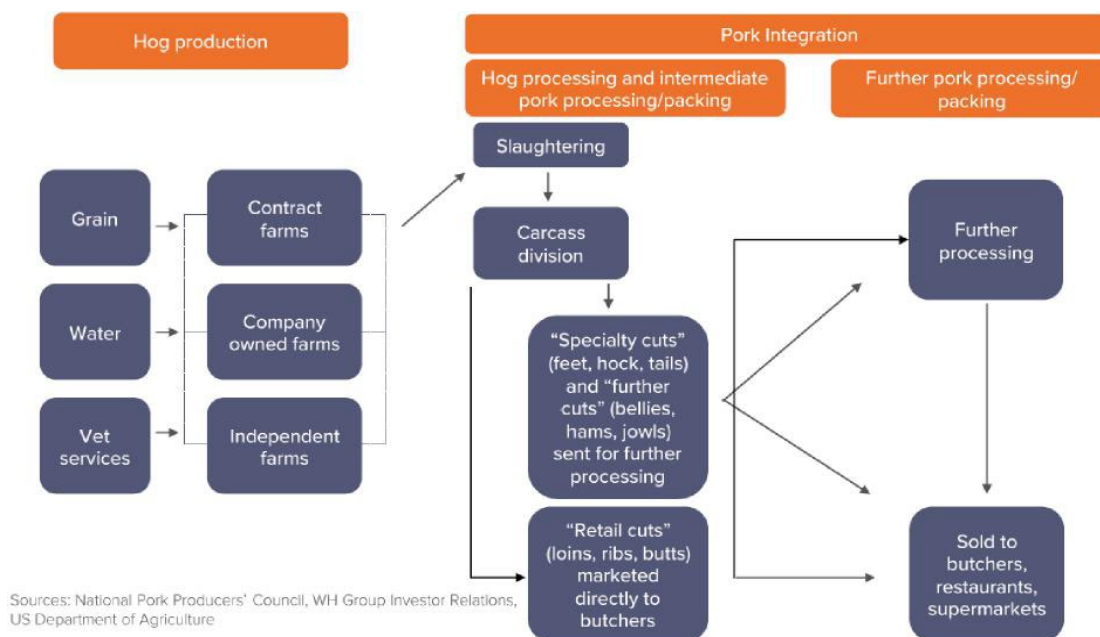 Hog production
Pork Integration
Hog processing and intermediate
pork processing/packing
Further pork processing/
packing
Slaughtering
Grain
Contract
farms
Carcass
division
Further
processing
Water
Company
owned farms
“Specialty cuts”
(feet, hock, tails)
and “further
cuts” (bellies,
hams, jowls)
sent for further
processing
Vet
services
Independent
farms
“Retail cuts”
(loins, ribs, butts)
marketed
directly to
butchers
Sold to
butchers,
restaurants,
supermarkets
Sources: National Pork Producers’ Council, WH Group Investor Relations,
US Department of Agriculture